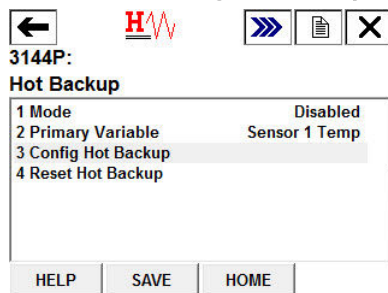 H
3144P:
Hot Backup
1 Mode Disabled
2 Primary Variable Sensor 1 Temp
3 Config Hot Backup
4 Reset Hot Backup
HELP SAVE HOME